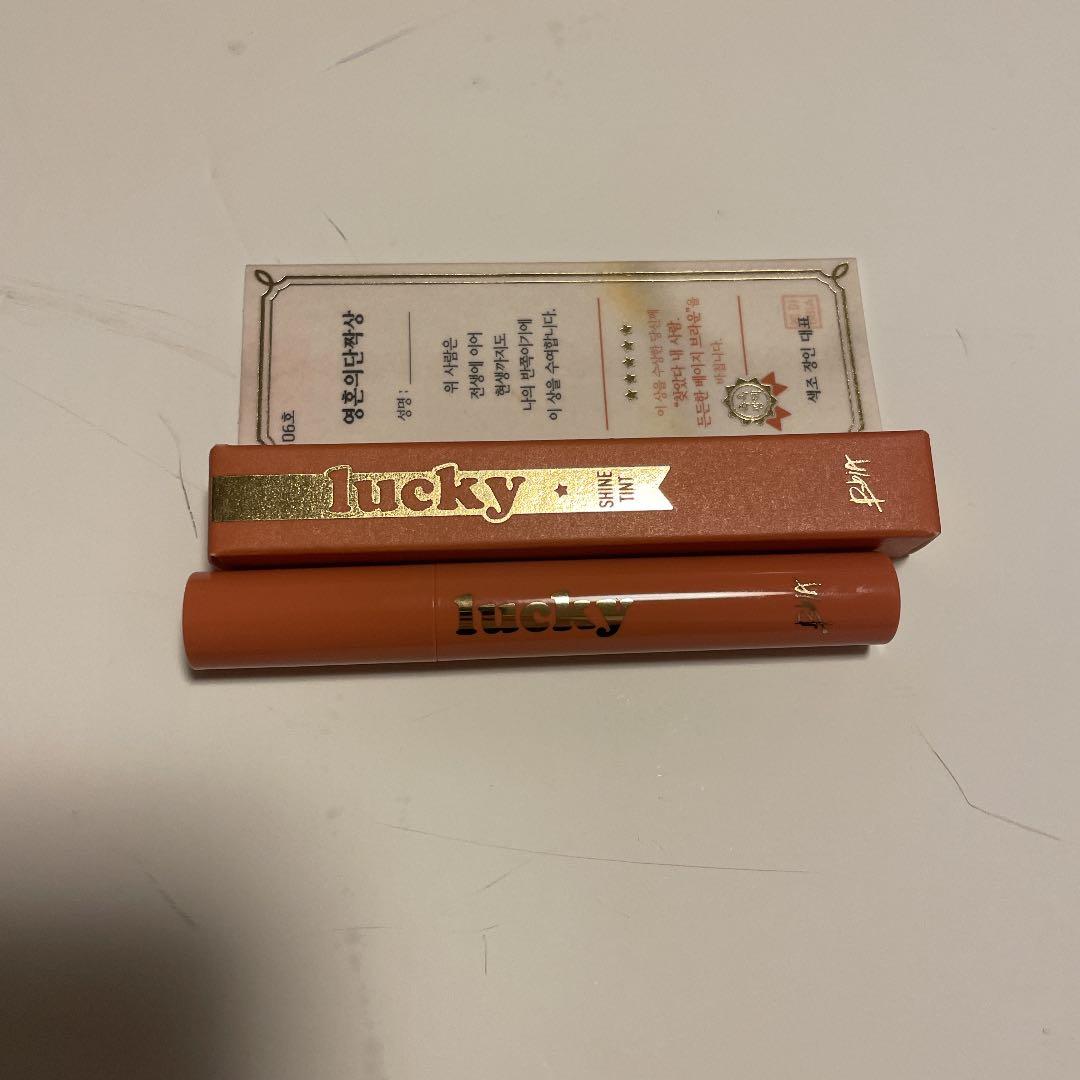 06호
영혼의단짝상
성명 :
위 사람은
전생에 이어
현생까지도
나의 반쪽이기에
이 상을 수여합니다.
이 상을 수상한 당신께
"찾았다 내 사람.
든든한 베이지 브라운"을
바칩니다.
색조 장인 대표
lucky
SHINE
TINT
BbiA
lucky
BbiA